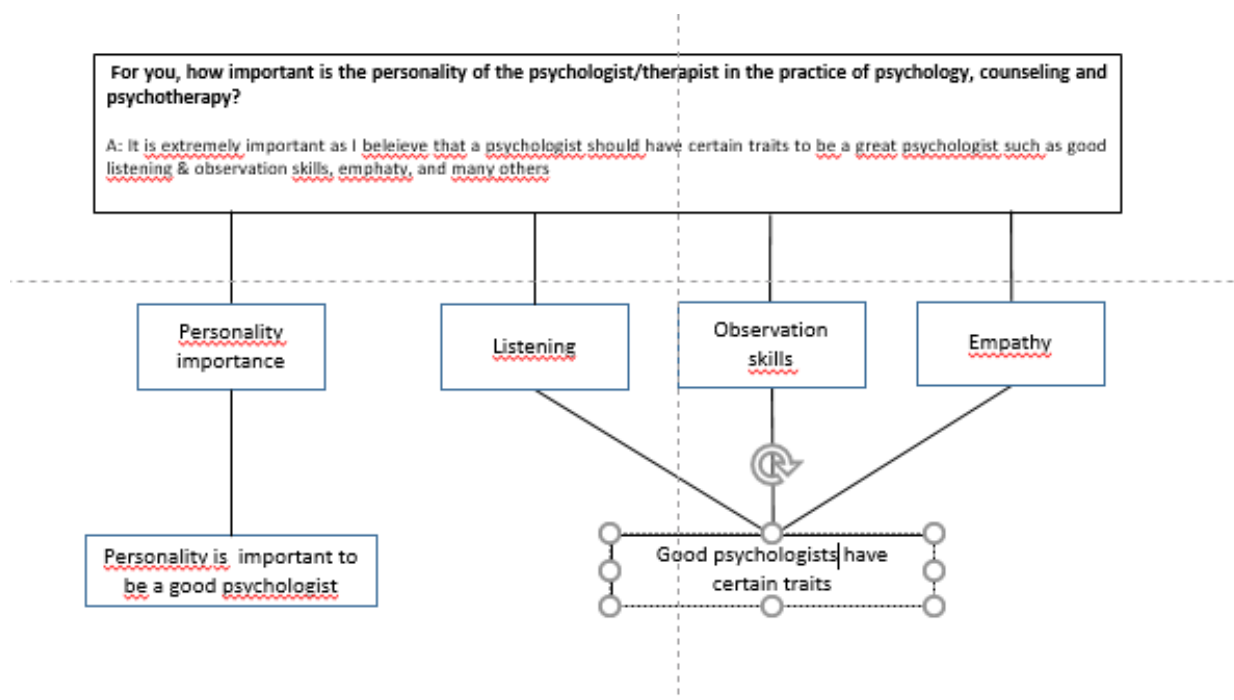 For you, how important is the personality of the psychologist/therapist in the practice of psychology, counseling and
psychotherapy?
A: It is extremely important as I beleieve that a psychologist should have certain traits to be a great psychologist such as good
listening & observation skills, emphaty, and many others
Personality
importance
Listening
Observation
skills
Empathy
Personality is  important to
be a good psychologist
Good psychologists have
certain traits